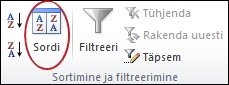 A
Z
Z
A
A Z
Z A
Sordi
Filtreeri
Tühjenda
Rakenda uuesti
Täpsem
Sortimine ja filtreerimine